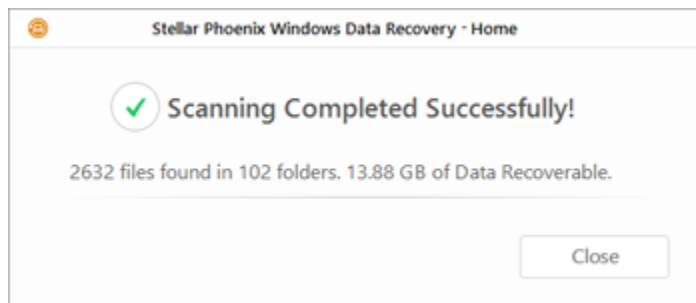 Stellar Phoenix Windows Data Recovery - Home
Scanning Completed Successfully!
2632 files found in 102 folders. 13.88 GB of Data Recoverable.
Close